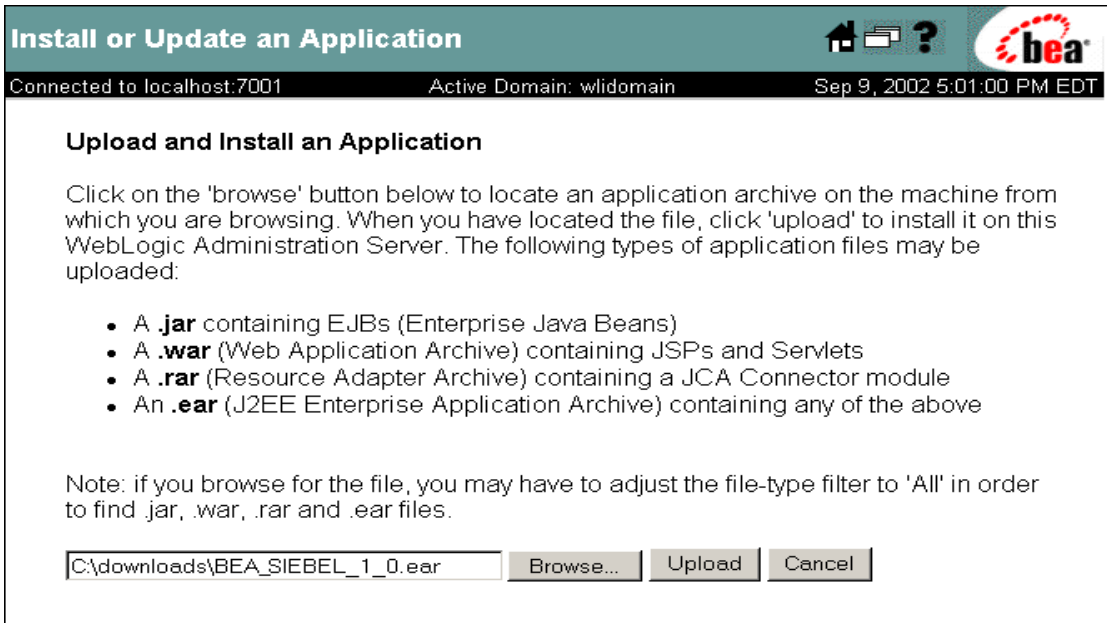 Install or Update an Application
?
bea
Connected to localhost:7001 Active Domain: wlidomain Sep 9, 2002 5:01:00 PM EDT
Upload and Install an Application
Click on the 'browse' button below to locate an application archive on the machine from
which you are browsing. When you have located the file, click 'upload' to install it on this
WebLogic Administration Server. The following types of application files may be
uploaded:
• A .jar containing EJBs (Enterprise Java Beans)
• A .war (Web Application Archive) containing JSPs and Servlets
• A .rar (Resource Adapter Archive) containing a JCA Connector module
• An .ear (J2EE Enterprise Application Archive) containing any of the above
Note: if you browse for the file, you may have to adjust the file-type filter to 'All' in order
to find .jar, .war, .rar and .ear files.
C:\downloads\BEA_SIEBEL_1_0.ear Browse... Upload Cancel